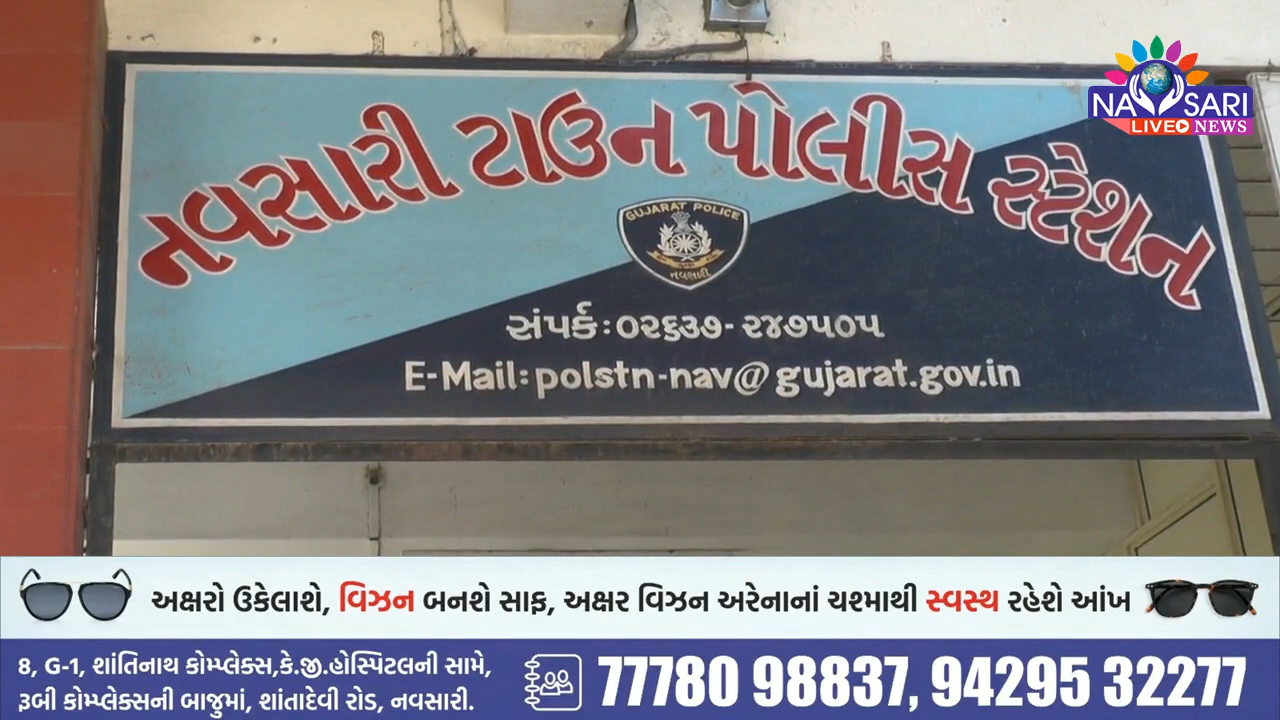 નવસારી ટાઉન પોલીસ સ્ટેશન
GUJARAT POLICE
નવસારી
સંપર્ક: ૦૨૬૩૭- ૨૪૭૫૦૫
E-Mail: polstn-nav@gujarat.gov.in
NAVSARI
LIVE NEWS
અક્ષરો ઉકેલાશે, વિઝન બનશે સાફ, અક્ષર વિઝન અરેનાનાં ચશ્માથી સ્વસ્થ રહેશે આંખ
8, G-1, શાંતિનાથ કોમ્પ્લેક્સ,કે.જી.હોસ્પિટલની સામે,
રૂબી કોમ્પ્લેક્સની બાજુમાં, શાંતાદેવી રોડ, નવસારી.
77780 98837, 94295 32277